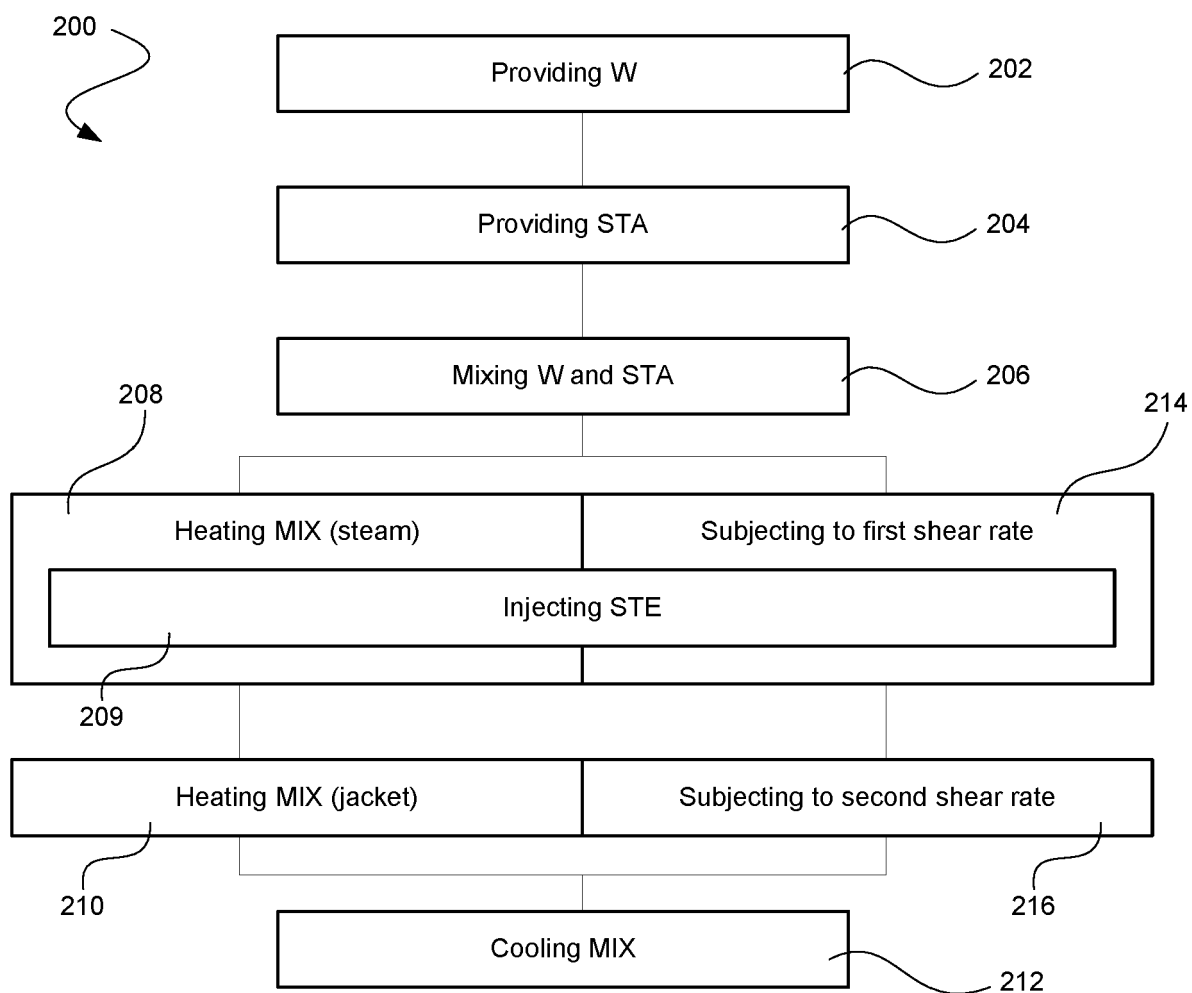 200
Providing W
202
Providing STA
204
Mixing W and STA
206
208
214
Heating MIX (steam)
Subjecting to first shear rate
Injecting STE
209
Heating MIX (jacket)
Subjecting to second shear rate
210
216
Cooling MIX
212